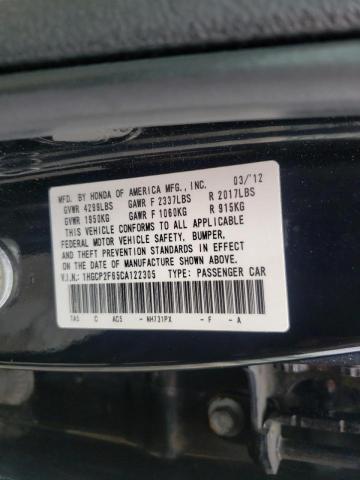 MFD. BY HONDA OF AMERICA MFG., INC. 03/'12
GVWR 4299LBS GAWR F 2337LBS R 2017LBS
GVWR 1950KG GAWR F 1060KG R 915KG
THIS VEHICLE CONFORMS TO ALL APPLICABLE
FEDERAL MOTOR VEHICLE SAFETY, BUMPER,
AND THEFT PREVENTION STANDARDS IN EFFECT
ON THE DATE OF MANUFACTURE SHOWN ABOVE.
V.I.N.: 1HGCP2F65CA122305 TYPE: PASSENGER CAR
TA5 C AC5 - NH731PX - F - A